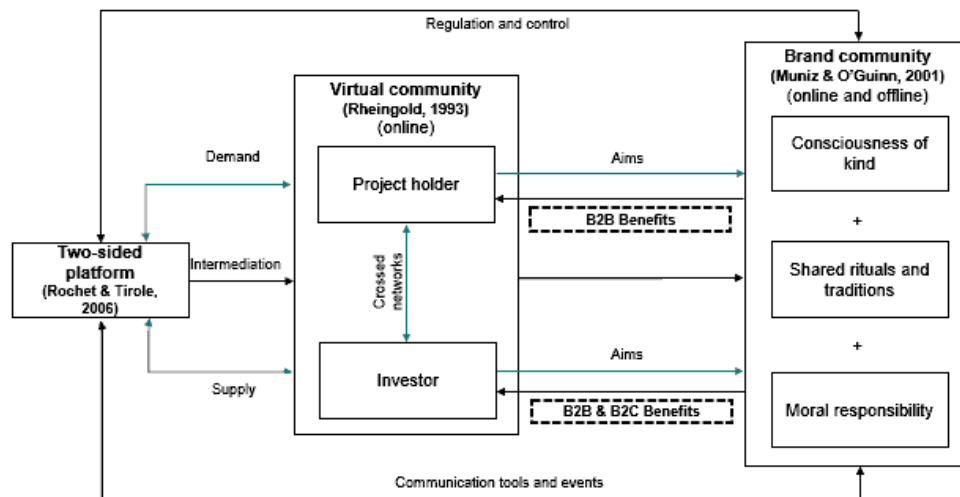 Regulation and control
Brand community
(Muniz & O'Guinn, 2001)
(online and offline)
Virtual community
(Rheingold, 1993)
(online)
Consciousness of
kind
Demand
Aims
Project holder
B2B Benefits
+
Two-sided
platform
(Rochet & Tirole,
2006)
Intermediation
Crossed
networks
Shared rituals and
traditions
+
Aims
Investor
Supply
B2B & B2C Benefits
Moral responsibility
Communication tools and events